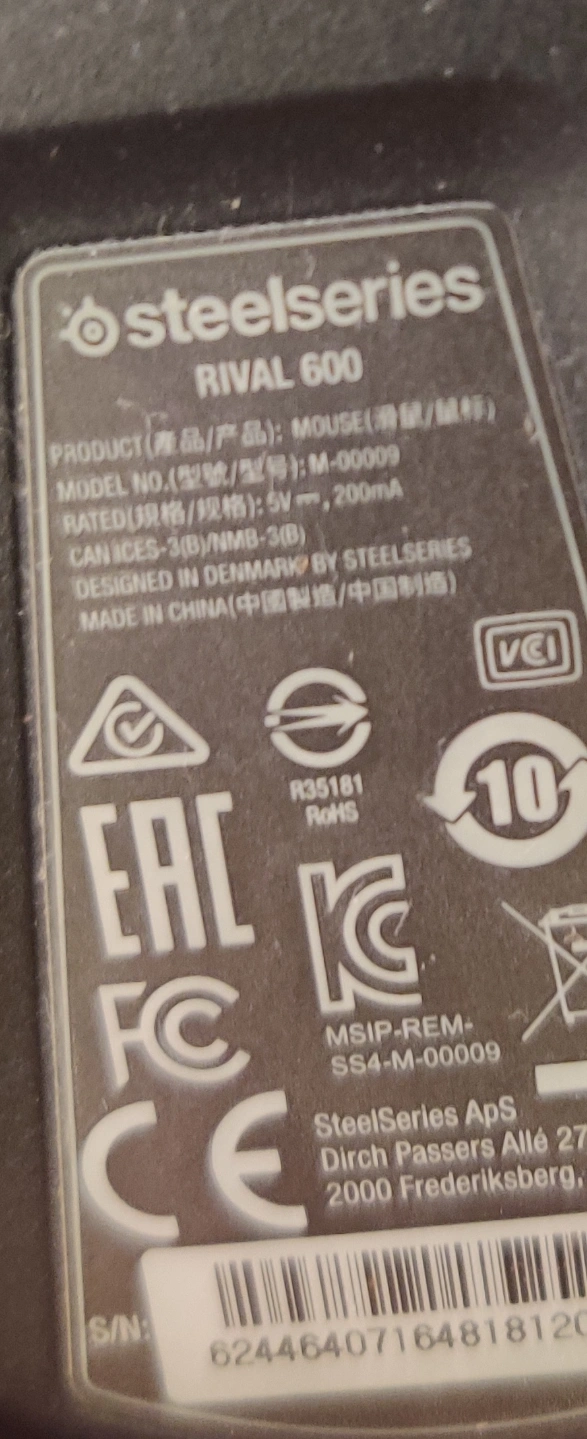 steelseries
RIVAL 600
PRODUCT(產品/产品): MOUSE(滑鼠/鼠标)
MODEL NO.(型號/型号):M-00009
RATED(規格/规格):5V⎓, 200mA
CAN ICES-3(B)/NMB-3(B)
DESIGNED IN DENMARK BY STEELSERIES
MADE IN CHINA(中國製造/中国制造)
VCI
R35181
RoHS
10
EAC
KC
FC
MSIP-REM-
SS4-M-00009
CE
SteelSeries ApS
Dirch Passers Allé 27
2000 Frederiksberg,
S/N:
6244640716481812